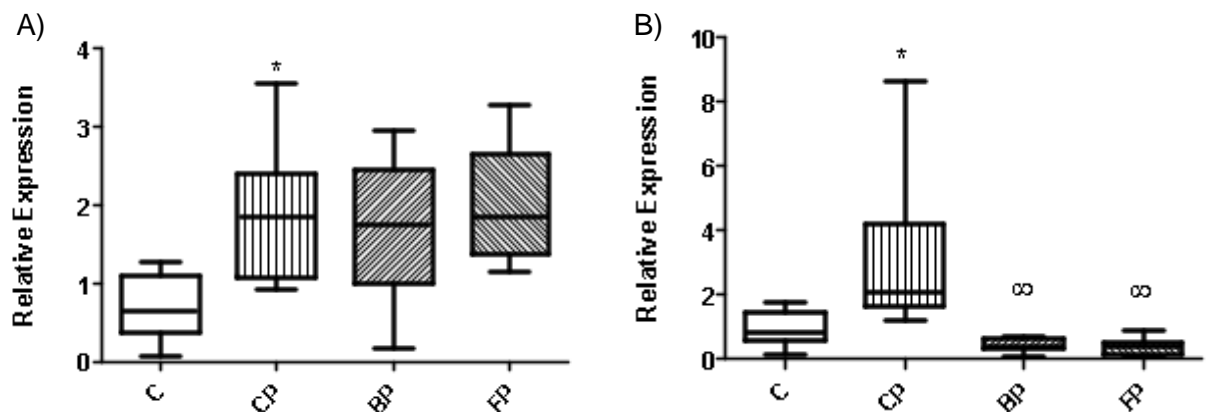 A)
Relative Expression
4
3
2
1
0
*
C
CP
BP
FP
B)
Relative Expression
10
8
6
4
2
0
*
∞
∞
C
CP
BP
FP